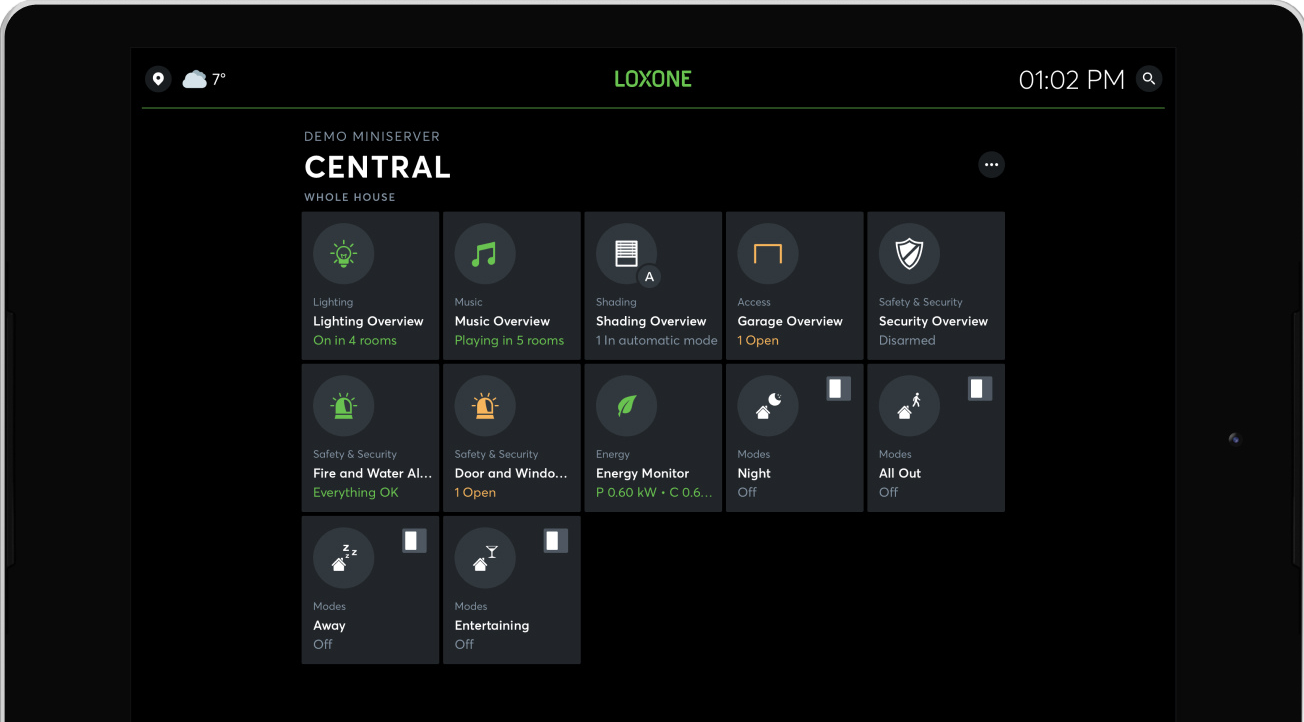 7°
LOXONE
01:02 PM
DEMO MINISERVER
CENTRAL
WHOLE HOUSE
Lighting
Lighting Overview
On in 4 rooms
Music
Music Overview
Playing in 5 rooms
A
Shading
Shading Overview
1 In automatic mode
Access
Garage Overview
1 Open
Safety & Security
Security Overview
Disarmed
Safety & Security
Fire and Water Al...
Everything OK
Safety & Security
Door and Windo...
1 Open
Energy
Energy Monitor
P 0.60 kW • C 0.6...
Modes
Night
Off
Modes
All Out
Off
z z z
Modes
Away
Off
Modes
Entertaining
Off